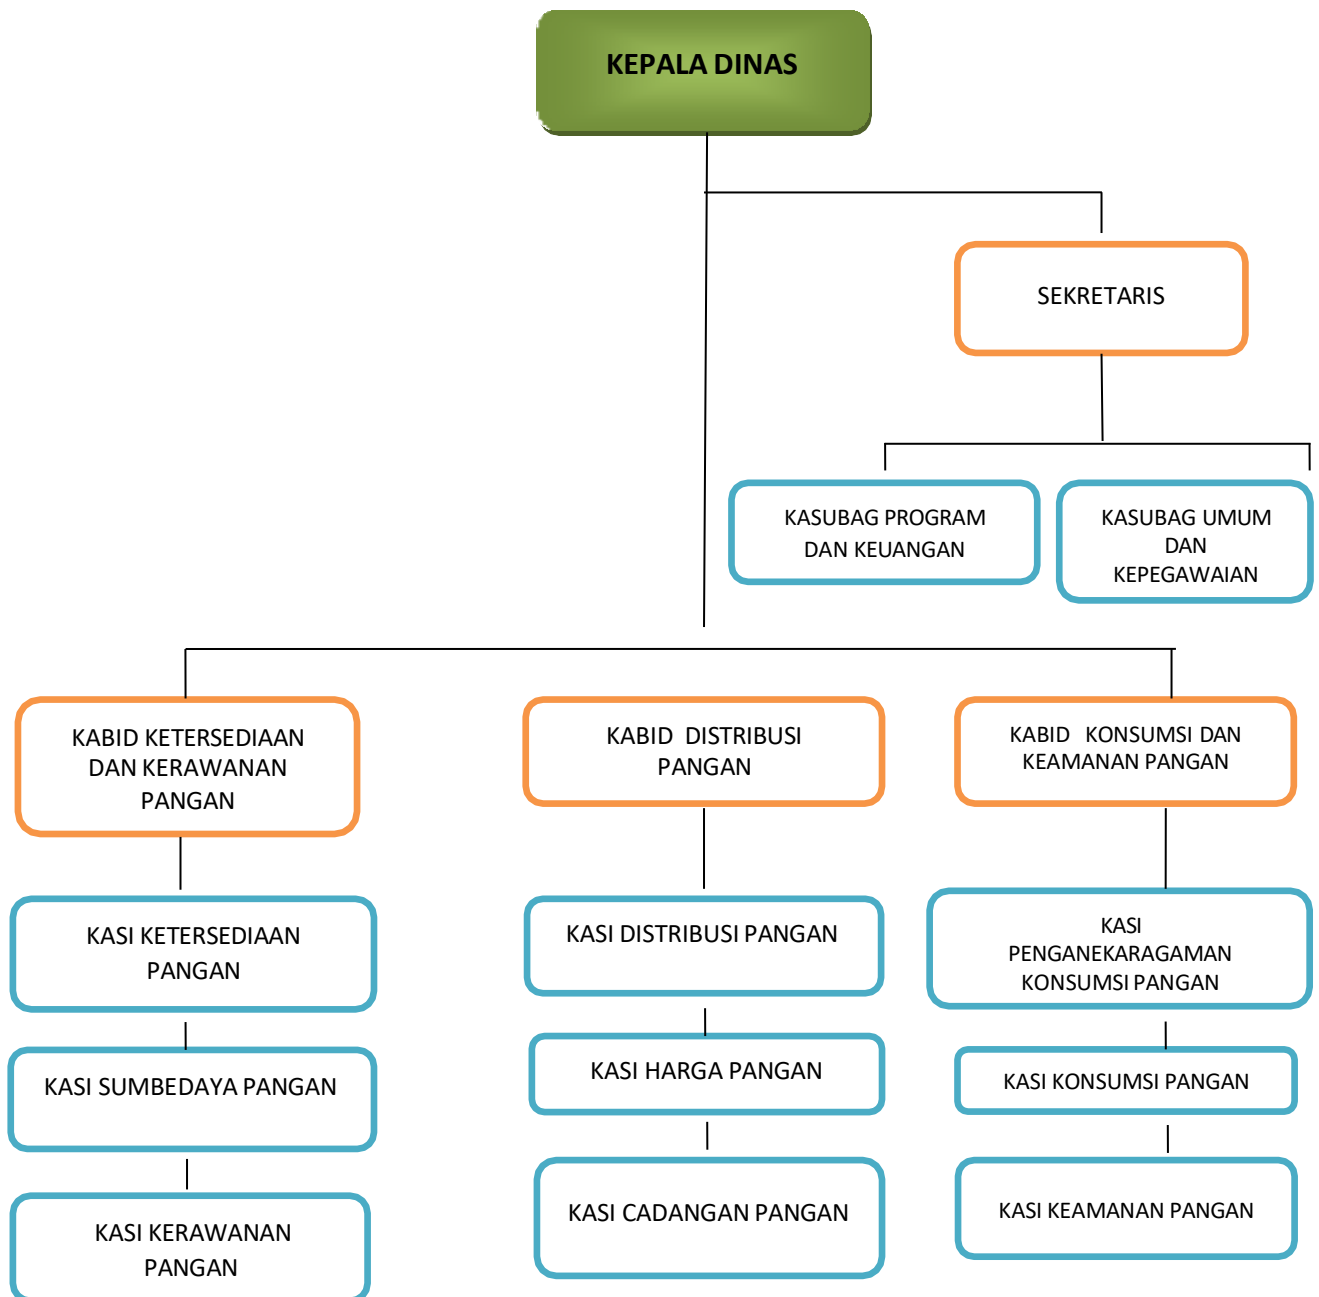 KEPALA DINAS
SEKRETARIS
KASUBAG PROGRAM
DAN KEUANGAN
KASUBAG UMUM
DAN
KEPEGAWAIAN
KABID KETERSEDIAAN
DAN KERAWANAN
PANGAN
KABID DISTRIBUSI
PANGAN
KABID KONSUMSI DAN
KEAMANAN PANGAN
KASI KETERSEDIAAN
PANGAN
KASI DISTRIBUSI PANGAN
KASI
PENGANEKARAGAMAN
KONSUMSI PANGAN
KASI SUMBEDAYA PANGAN
KASI HARGA PANGAN
KASI KONSUMSI PANGAN
KASI KERAWANAN
PANGAN
KASI CADANGAN PANGAN
KASI KEAMANAN PANGAN